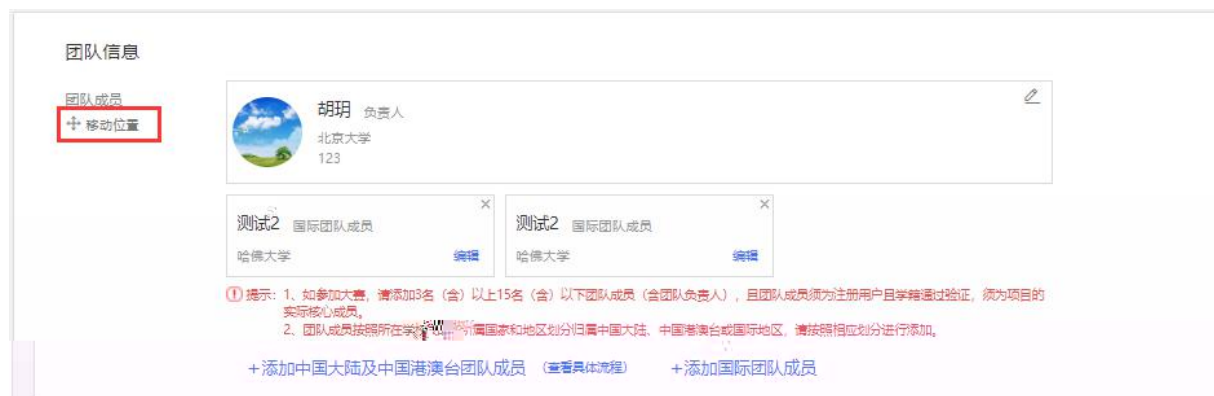 团队信息
团队成员
移动位置
胡玥 负责人
北京大学
123
测试2 国际团队成员
哈佛大学 编辑
测试2 国际团队成员
哈佛大学 编辑
提示：1、如参加大赛，请添加3名（含）以上15名（含）以下团队成员（含团队负责人），且团队成员须为注册用户且学籍通过验证，须为项目的
实际核心成员。
2、团队成员按照所在学 所属国家和地区划分归属中国大陆、中国港澳台或国际地区，请按照相应划分进行添加。
+添加中国大陆及中国港澳台团队成员 （查看具体流程） +添加国际团队成员